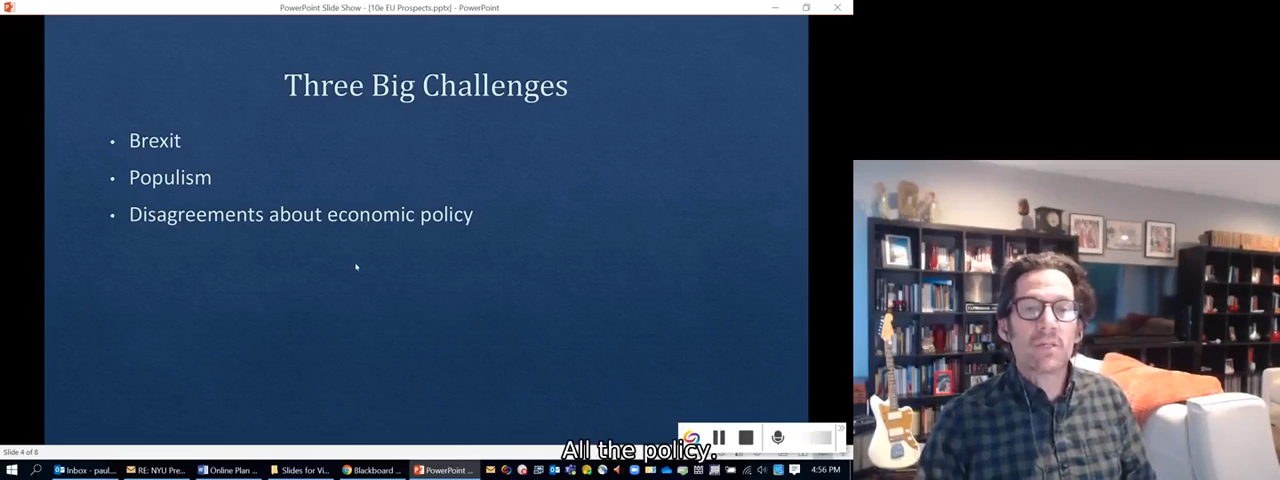 PowerPoint Slide Show - [10e EU Prospects.pptx] - PowerPoint
Three Big Challenges
• Brexit
• Populism
• Disagreements about economic policy
All the policy.
Slide 4 of 8
Inbox - paul...
RE: NYU Pre...
Online Plan ...
Slides for Vi...
Blackboard ...
PowerPoint ...
4:56 PM